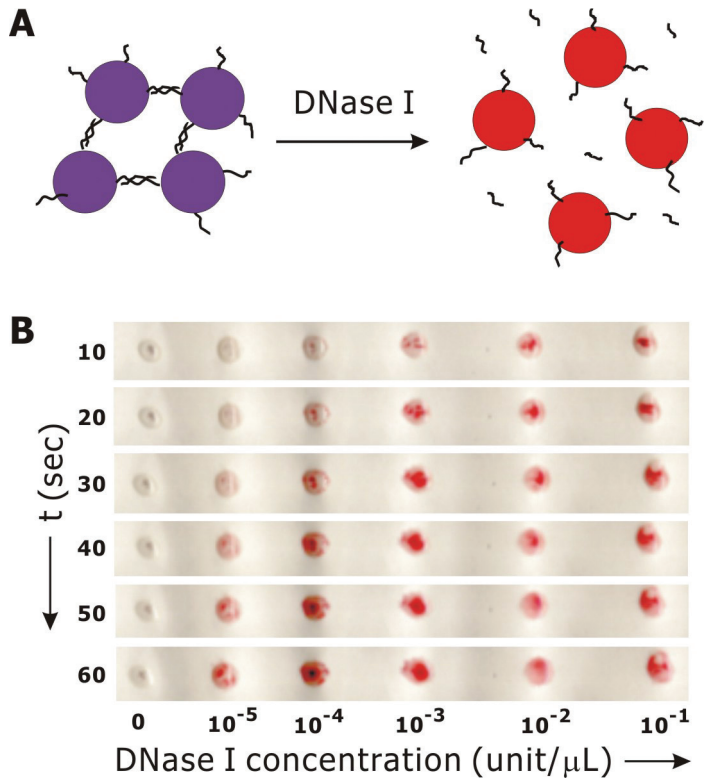 A
DNase I
B
10
20
30
40
50
60
t (sec)
0 10⁻⁵ 10⁻⁴ 10⁻³ 10⁻² 10⁻¹
DNase I concentration (unit/μL)